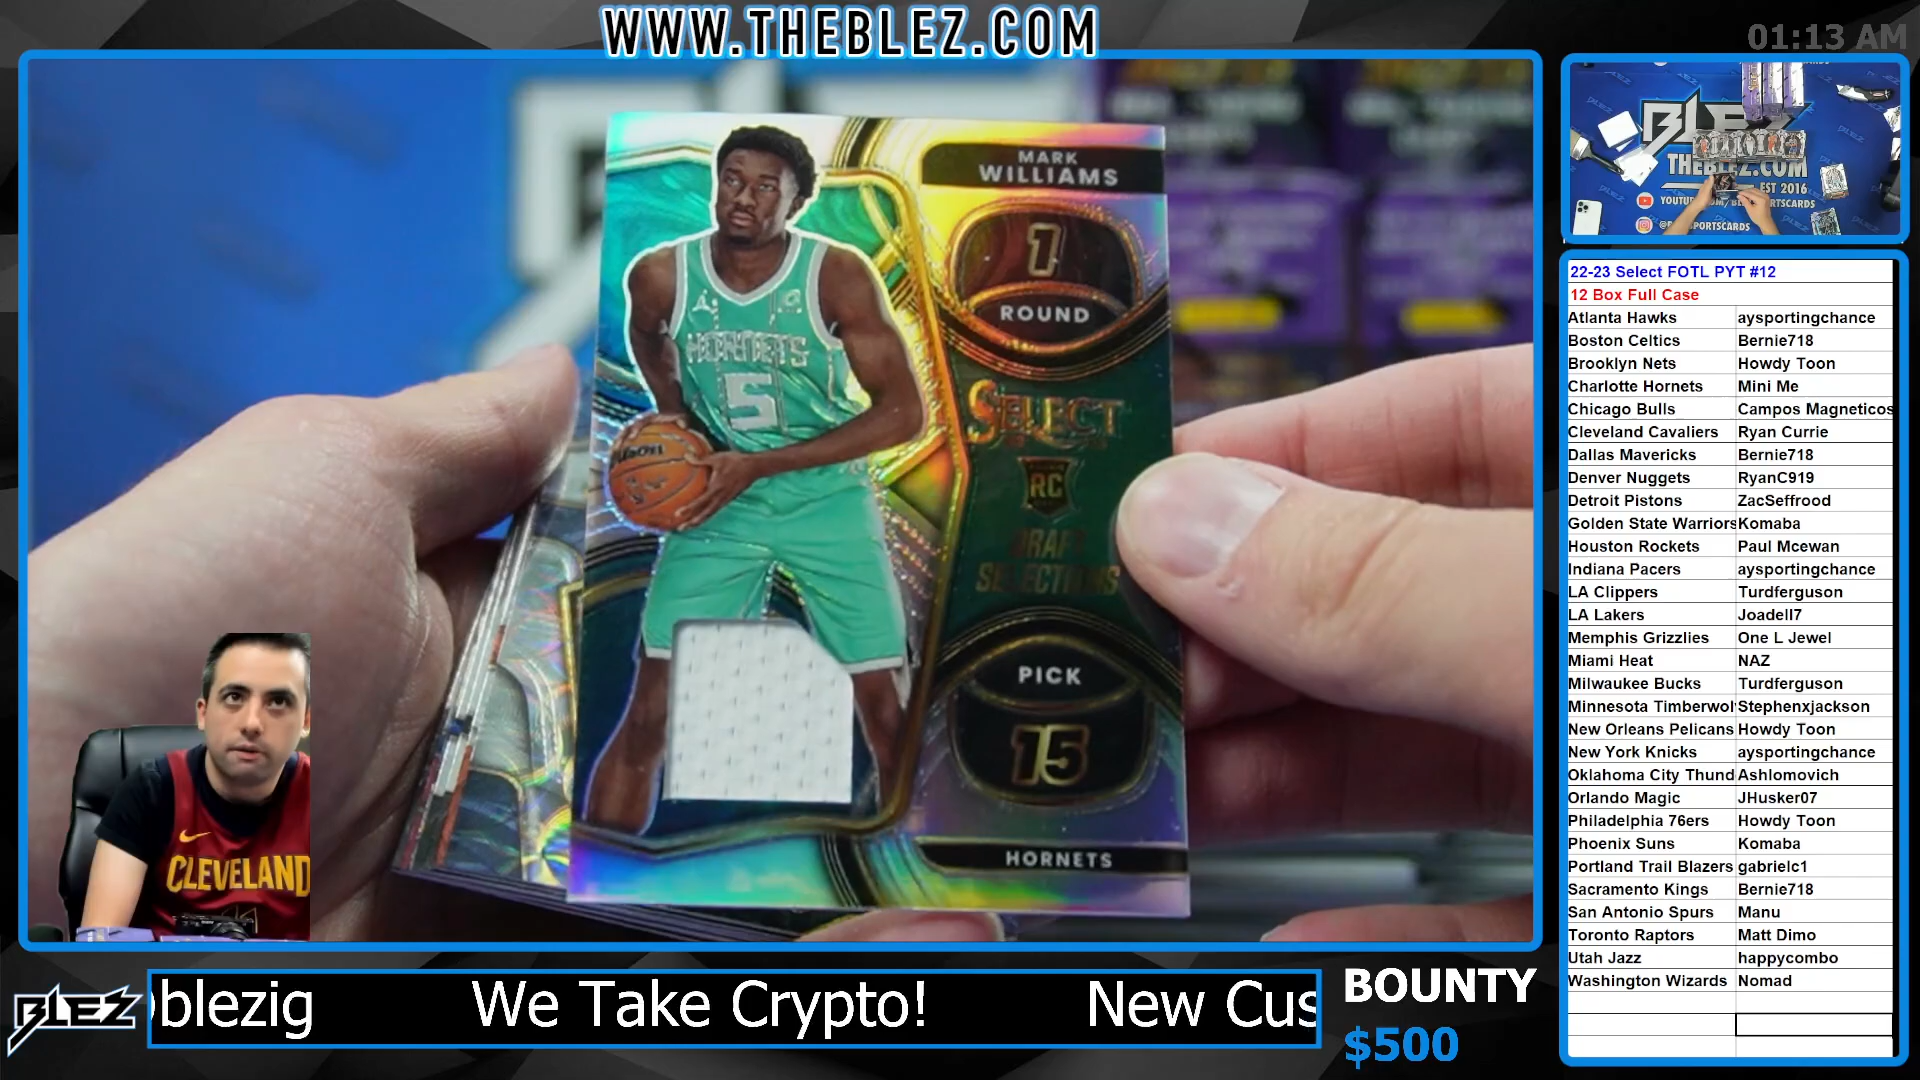 WWW.THEBLEZ.COM
01:13 AM
MARK
WILLIAMS
1
ROUND
SELECT
RC
DRAFT
SELECTIONS
PICK
15
HORNETS
HORNETS
5
Wilson
CLEVELAND
BLEZ
THEBLEZ.COM
EST 2016
22-23 Select FOTL PYT #12
12 Box Full Case
Atlanta Hawks aysportingchance
Boston Celtics Bernie718
Brooklyn Nets Howdy Toon
Charlotte Hornets Mini Me
Chicago Bulls Campos Magneticos
Cleveland Cavaliers Ryan Currie
Dallas Mavericks Bernie718
Denver Nuggets RyanC919
Detroit Pistons ZacSeffrood
Golden State Warriors Komaba
Houston Rockets Paul Mcewan
Indiana Pacers aysportingchance
LA Clippers Turdferguson
LA Lakers Joadell7
Memphis Grizzlies One L Jewel
Miami Heat NAZ
Milwaukee Bucks Turdferguson
Minnesota Timberwol Stephenxjackson
New Orleans Pelicans Howdy Toon
New York Knicks aysportingchance
Oklahoma City Thund Ashlomovich
Orlando Magic JHusker07
Philadelphia 76ers Howdy Toon
Phoenix Suns Komaba
Portland Trail Blazers gabrielc1
Sacramento Kings Bernie718
San Antonio Spurs Manu
Toronto Raptors Matt Dimo
Utah Jazz happycombo
Washington Wizards Nomad
BLEZ
blezig We Take Crypto! New Cus
BOUNTY
$500